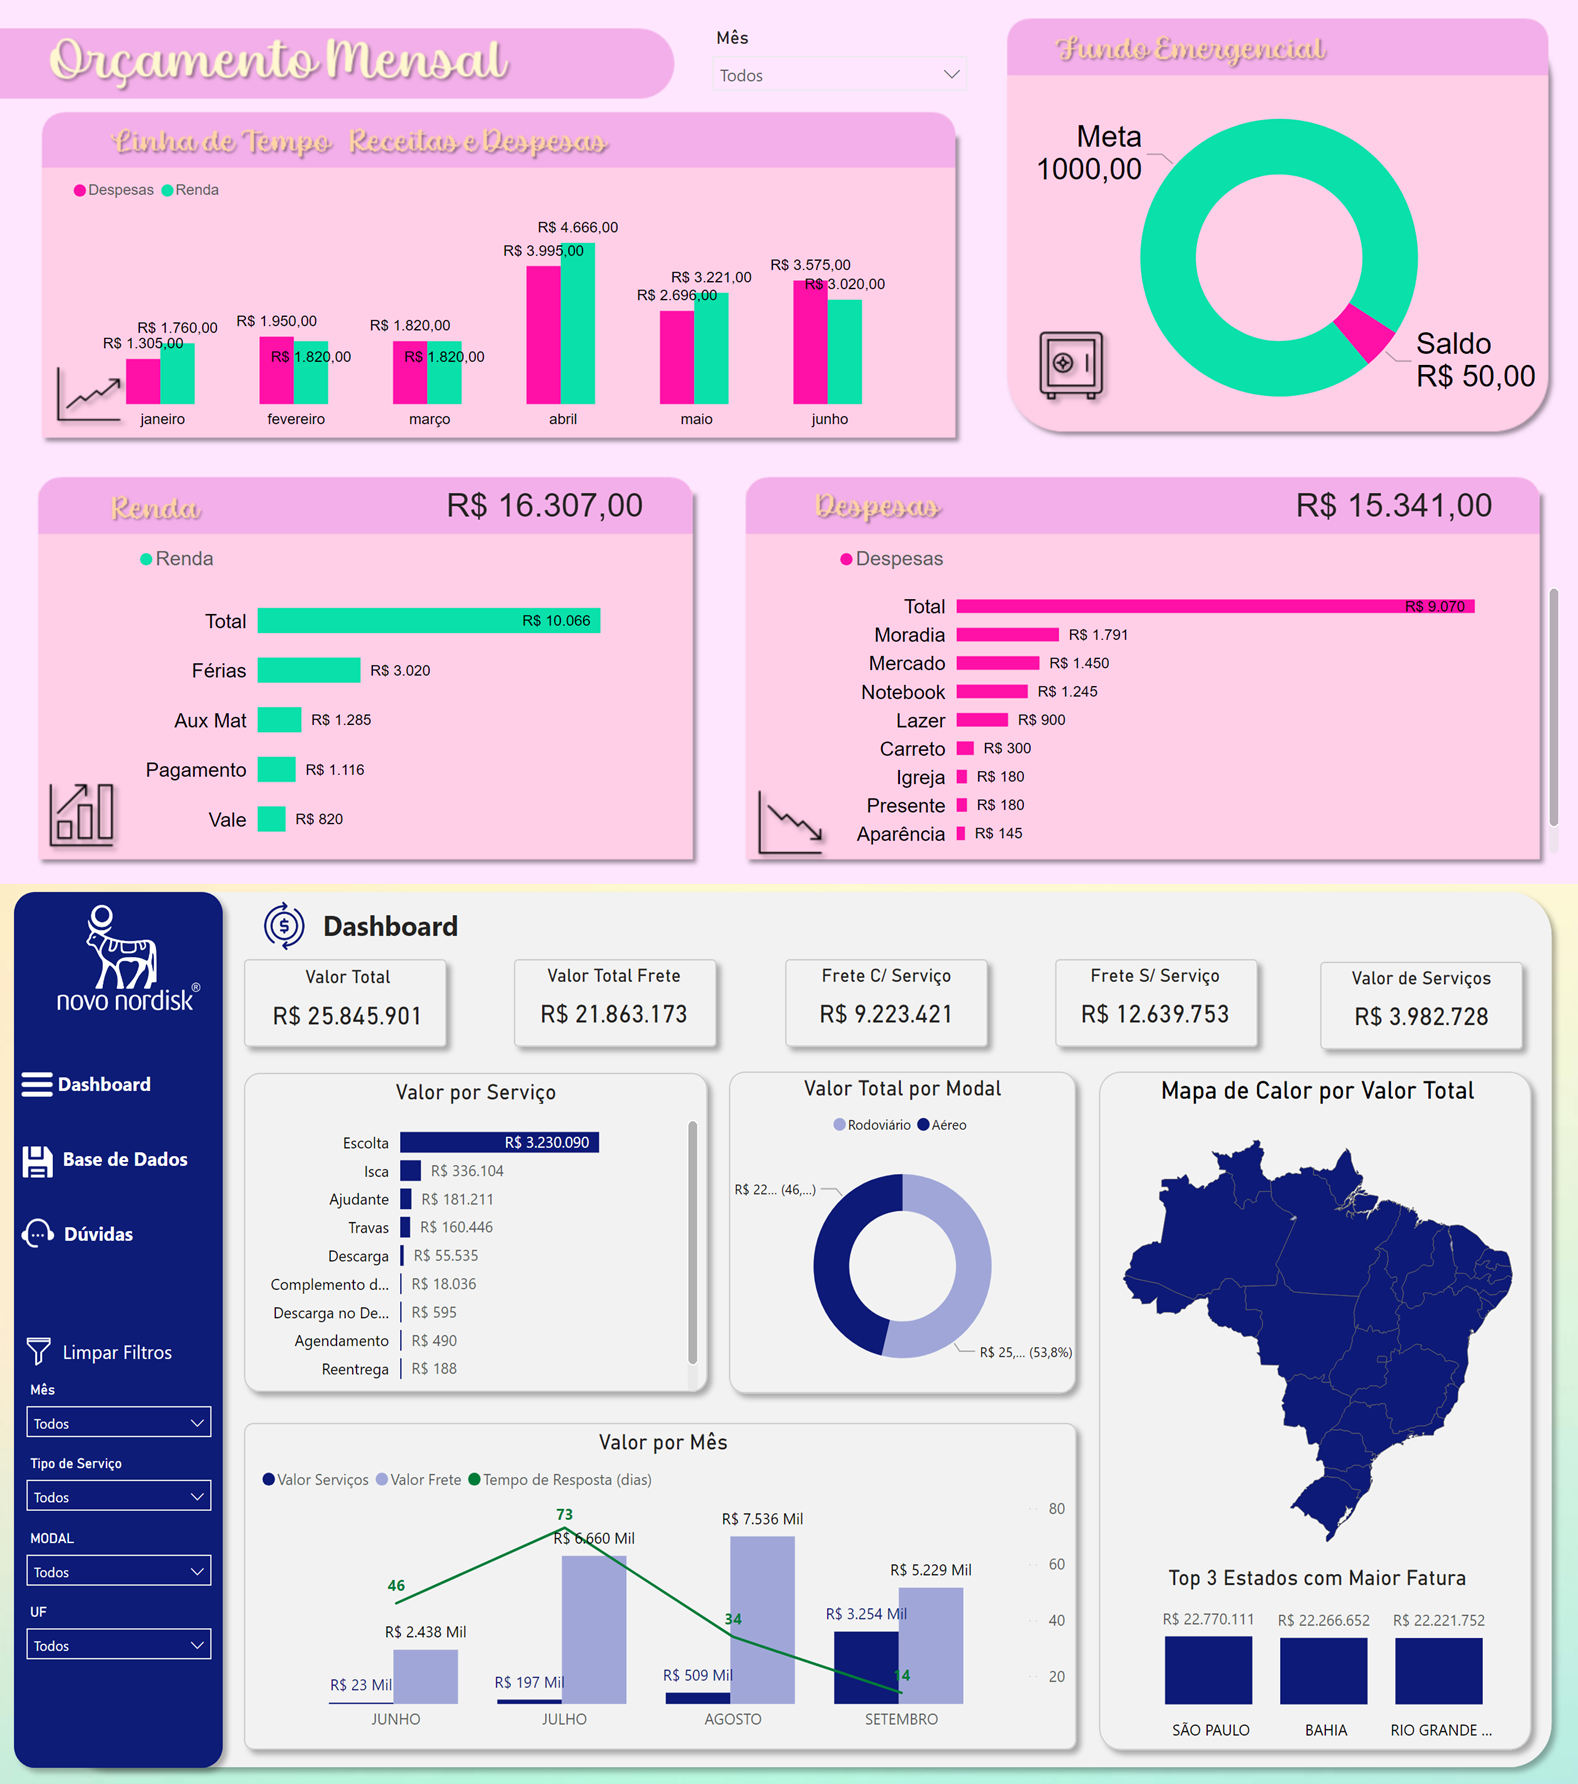 Orçamento Mensal
Mês
Todos
Fundo Emergencial
Linha de Tempo Receitas e Despesas
Despesas Renda
R$ 1.305,00
R$ 1.760,00
R$ 1.950,00
R$ 1.820,00
R$ 1.820,00
R$ 1.820,00
R$ 3.995,00
R$ 4.666,00
R$ 2.696,00
R$ 3.221,00
R$ 3.575,00
R$ 3.020,00
janeiro fevereiro março abril maio junho
Meta
1000,00
Saldo
R$ 50,00
Renda R$ 16.307,00
Renda
Total R$ 10.066
Férias R$ 3.020
Aux Mat R$ 1.285
Pagamento R$ 1.116
Vale R$ 820
Despesas R$ 15.341,00
Despesas
Total R$ 9.070
Moradia R$ 1.791
Mercado R$ 1.450
Notebook R$ 1.245
Lazer R$ 900
Carreto R$ 300
Igreja R$ 180
Presente R$ 180
Aparência R$ 145
novo nordisk®
Dashboard
Base de Dados
Dúvidas
Limpar Filtros
Mês
Todos
Tipo de Serviço
Todos
MODAL
Todos
UF
Todos
$ Dashboard
Valor Total
R$ 25.845.901
Valor Total Frete
R$ 21.863.173
Frete C/ Serviço
R$ 9.223.421
Frete S/ Serviço
R$ 12.639.753
Valor de Serviços
R$ 3.982.728
Valor por Serviço
Escolta R$ 3.230.090
Isca R$ 336.104
Ajudante R$ 181.211
Travas R$ 160.446
Descarga R$ 55.535
Complemento d... R$ 18.036
Descarga no De... R$ 595
Agendamento R$ 490
Reentrega R$ 188
Valor Total por Modal
Rodoviário Aéreo
R$ 22... (46,...)
R$ 25,... (53,8%)
Mapa de Calor por Valor Total
Valor por Mês
Valor Serviços Valor Frete Tempo de Resposta (dias)
46
73
34
14
R$ 23 Mil
R$ 2.438 Mil
R$ 197 Mil
R$ 6.660 Mil
R$ 509 Mil
R$ 7.536 Mil
R$ 3.254 Mil
R$ 5.229 Mil
80
60
40
20
JUNHO JULHO AGOSTO SETEMBRO
Top 3 Estados com Maior Fatura
R$ 22.770.111 R$ 22.266.652 R$ 22.221.752
SÃO PAULO BAHIA RIO GRANDE ...